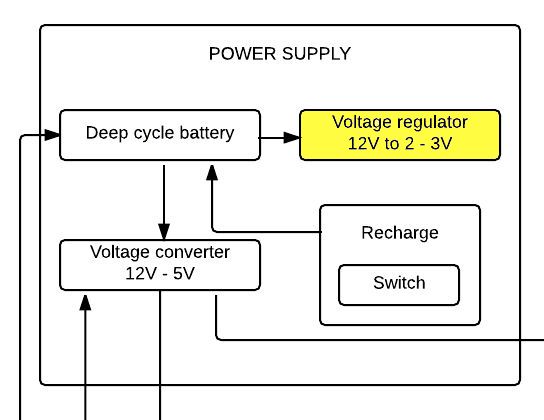 POWER SUPPLY
Deep cycle battery
Voltage regulator
12V to 2 - 3V
Voltage converter
12V - 5V
Recharge
Switch